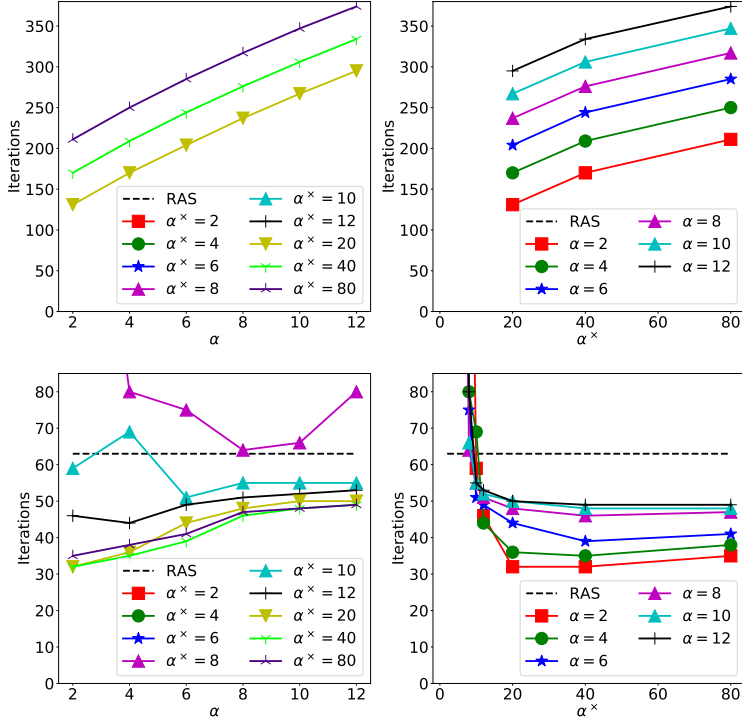 350
300
250
200
150
100
50
0
Iterations
2 4 6 8 10 12
α
RAS
α× = 2
α× = 4
α× = 6
α× = 8
α× = 10
α× = 12
α× = 20
α× = 40
α× = 80
350
300
250
200
150
100
50
0
Iterations
0 20 40 60 80
α×
RAS
α = 2
α = 4
α = 6
α = 8
α = 10
α = 12
80
70
60
50
40
30
20
10
0
Iterations
2 4 6 8 10 12
α
RAS
α× = 2
α× = 4
α× = 6
α× = 8
α× = 10
α× = 12
α× = 20
α× = 40
α× = 80
80
70
60
50
40
30
20
10
0
Iterations
0 20 40 60 80
α×
RAS
α = 2
α = 4
α = 6
α = 8
α = 10
α = 12